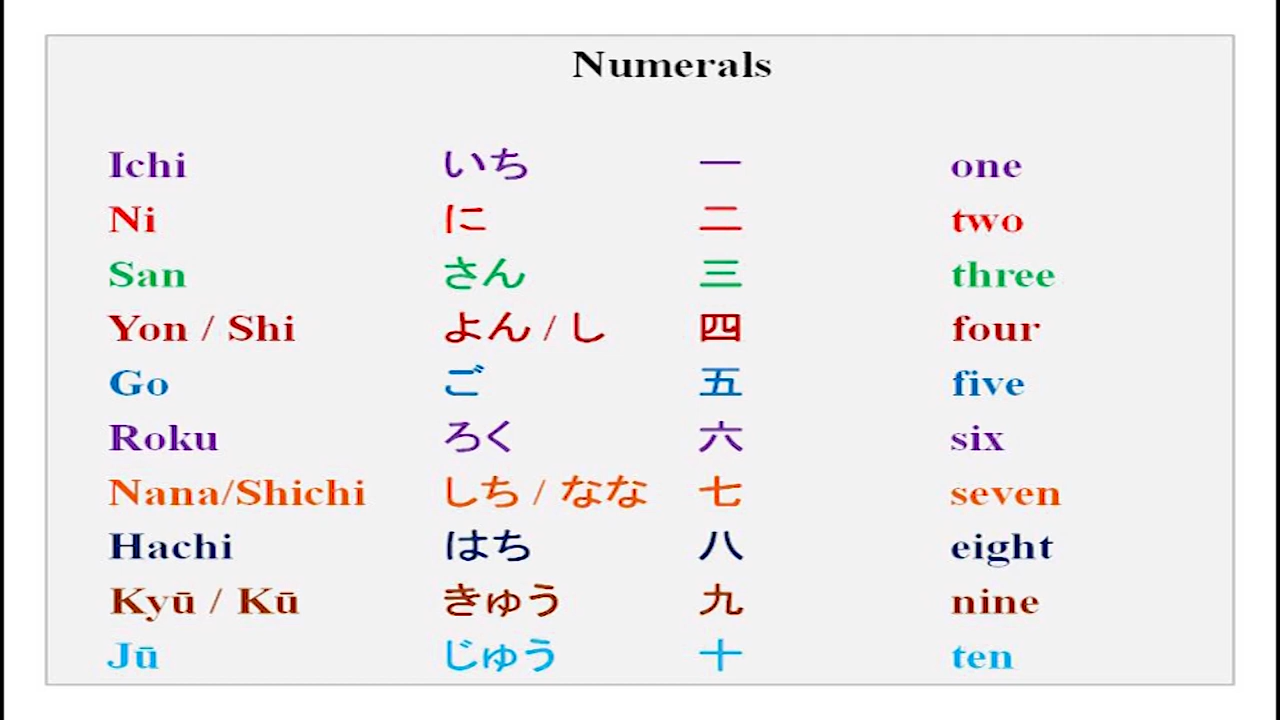 Numerals
Ichi いち 一 one
Ni に 二 two
San さん 三 three
Yon / Shi よん / し 四 four
Go ご 五 five
Roku ろく 六 six
Nana/Shichi しち / なな 七 seven
Hachi はち 八 eight
Kyū / Kū きゅう 九 nine
Jū じゅう 十 ten